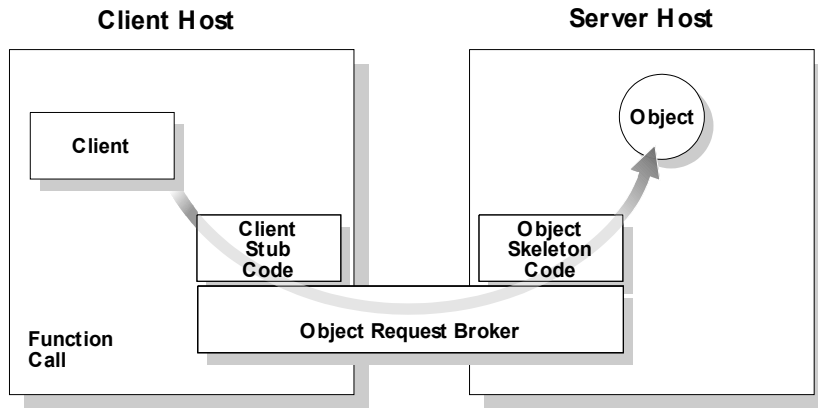 Client Host
Server Host
Client
Object
Client
Stub
Code
Object
Skeleton
Code
Object Request Broker
Function
Call